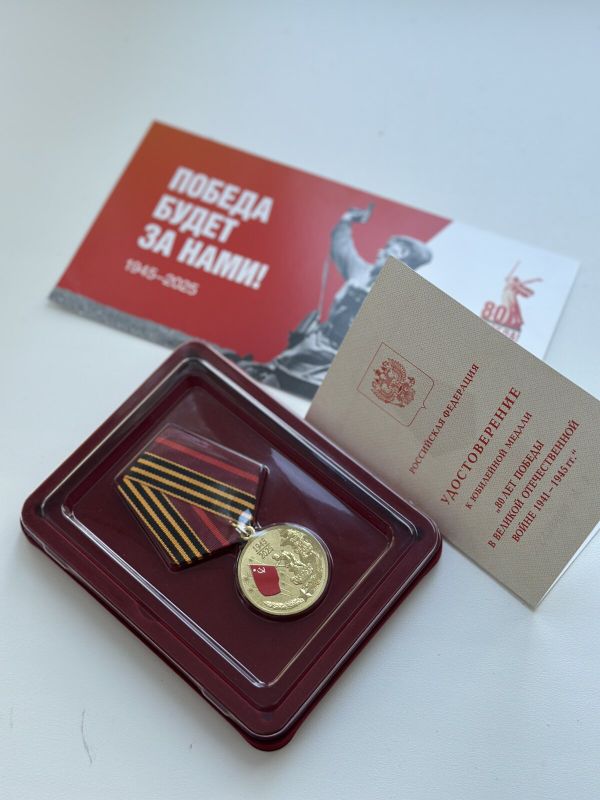 ПОБЕДА
БУДЕТ
ЗА НАМИ!
1945–2025
80
РОССИЙСКАЯ ФЕДЕРАЦИЯ
УДОСТОВЕРЕНИЕ
К ЮБИЛЕЙНОЙ МЕДАЛИ
„80 ЛЕТ ПОБЕДЫ
В ВЕЛИКОЙ ОТЕЧЕСТВЕННОЙ
ВОЙНЕ 1941–1945 гг.“